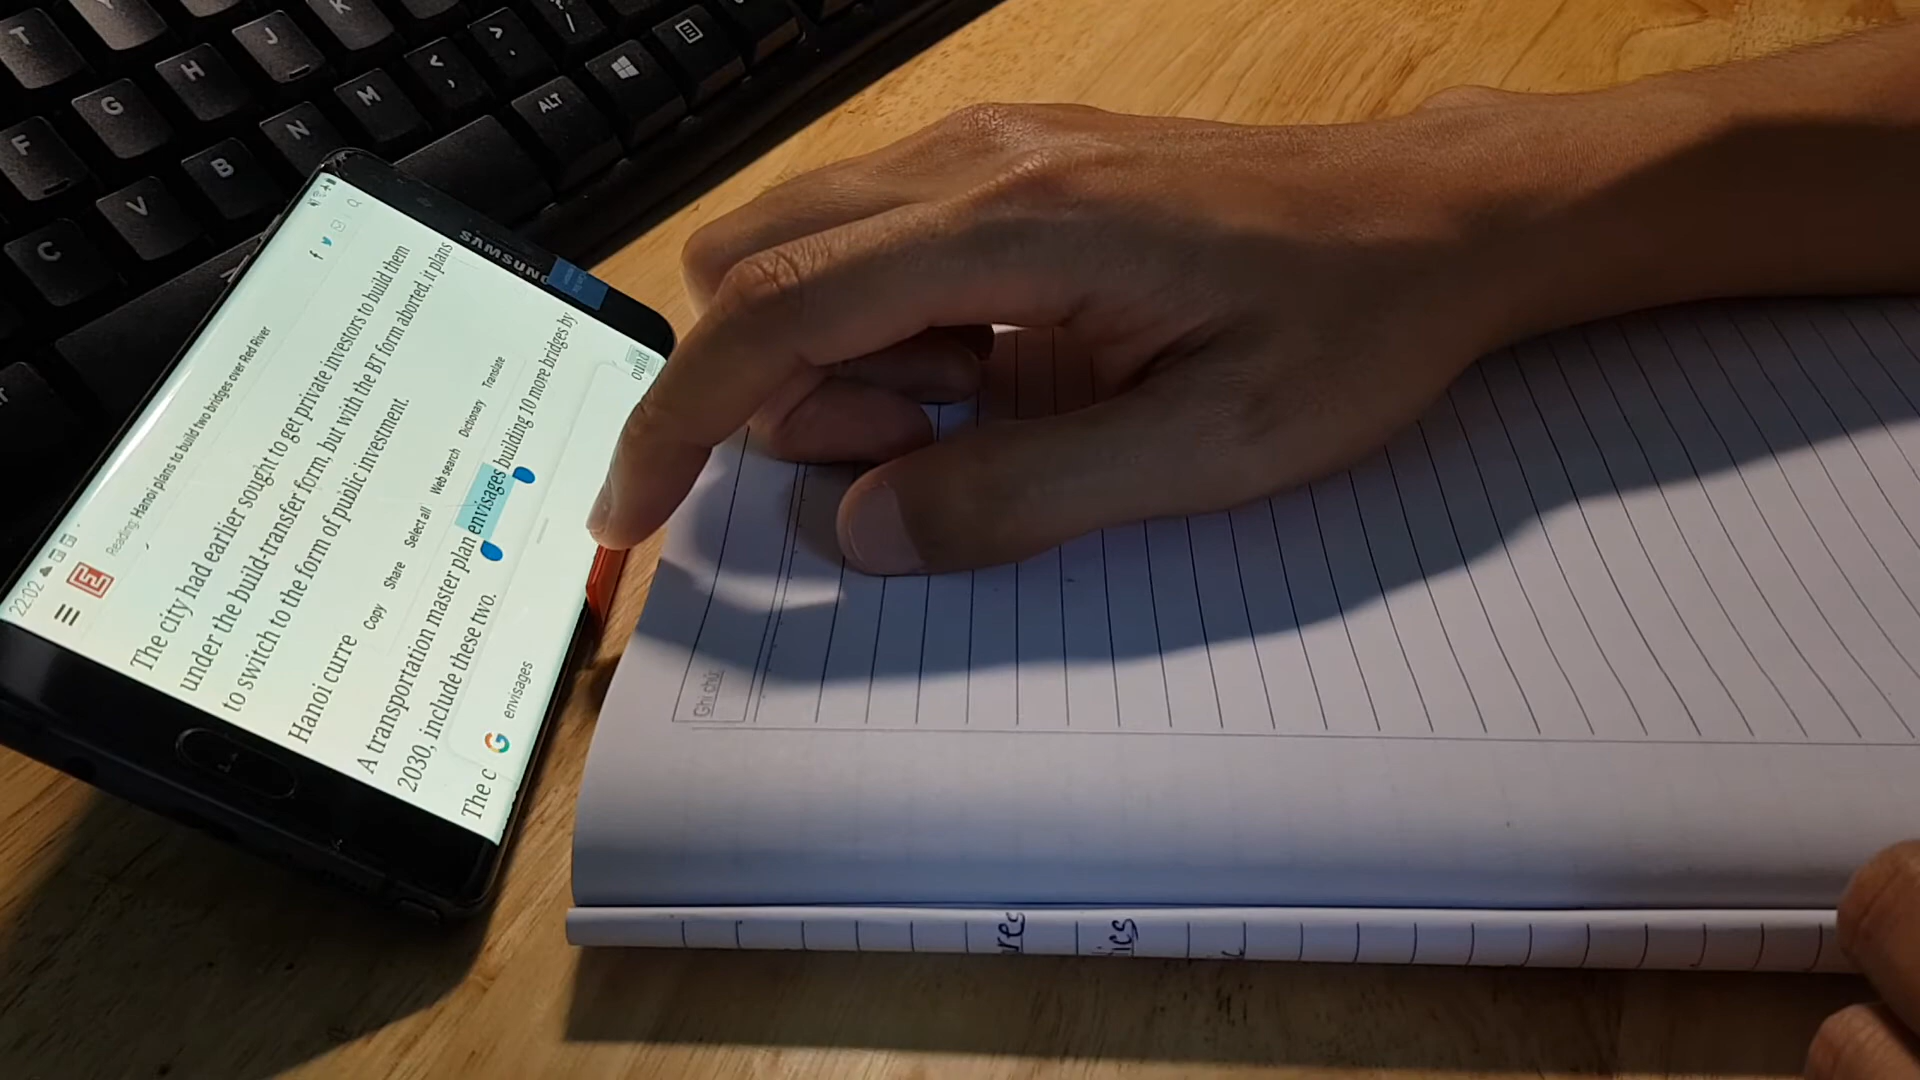 22:02
Reading: Hanoi plans to build two bridges over Red River
The city had earlier sought to get private investors to build them
under the build-transfer form, but with the BT form aborted, it plans
to switch to the form of public investment.
Hanoi curre
Copy Share Select all Web search Dictionary Translate
A transportation master plan envisages building 10 more bridges by
2030, include these two.
The c
ound
envisages
SAMSUNG
T
J
K
G
H
M
<
,
>
.
?
/
F
B
N
ALT
C
V
Ghi chú
res
ics